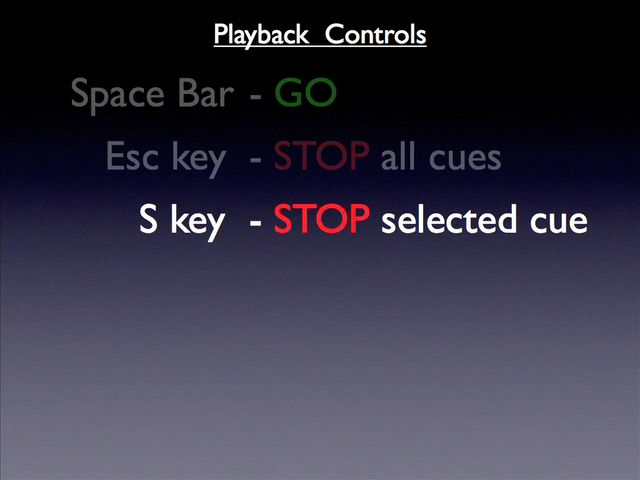 Playback Controls
Space Bar - GO
Esc key - STOP all cues
S key - STOP selected cue